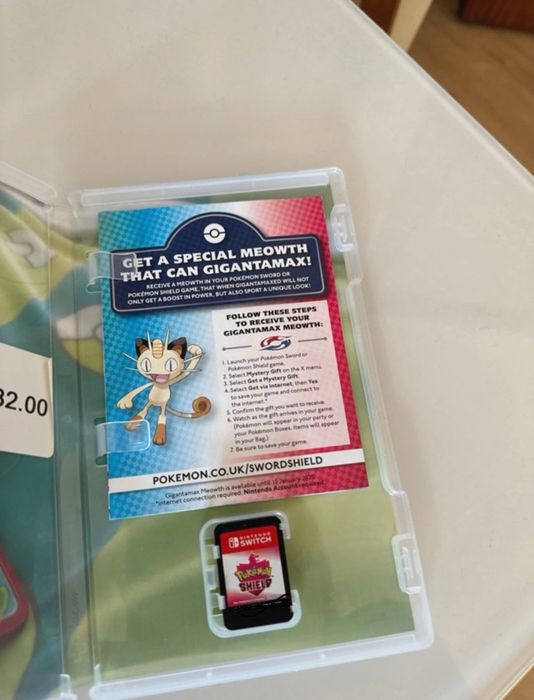 GET A SPECIAL MEOWTH
THAT CAN GIGANTAMAX!
RECEIVE A MEOWTH IN YOUR POKÉMON SWORD OR
POKÉMON SHIELD GAME, THAT WHEN GIGANTAMAXED WILL NOT
ONLY GET A BOOST IN POWER, BUT ALSO SPORT A UNIQUE LOOK!
FOLLOW THESE STEPS
TO RECEIVE YOUR
GIGANTAMAX MEOWTH:
1. Launch your Pokémon Sword or
Pokémon Shield game.
2. Select Mystery Gift on the X menu.
3. Select Get a Mystery Gift.
4. Select Get via Internet, then Yes
to save your game and connect to
the internet.*
5. Confirm the gift you want to receive.
6. Watch as the gift arrives in your game.
(Pokémon will appear in your party or
your Pokémon Boxes. Items will appear
in your Bag.)
7. Be sure to save your game.
POKEMON.CO.UK/SWORDSHIELD
Gigantamax Meowth is available until 15 January 2020
*Internet connection required. Nintendo Account required.
32.00
NINTENDO
SWITCH
POKÉMON
SHIELD